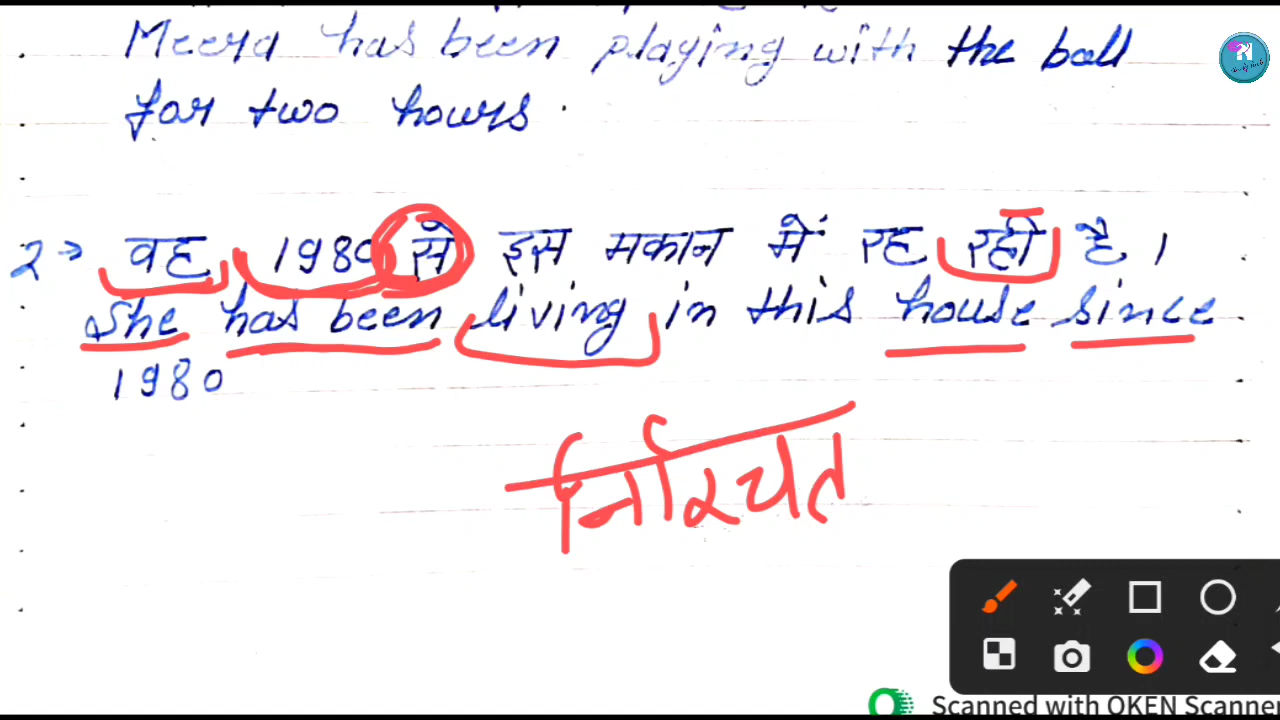 Meera has been playing with the ball
for two hours.
2→ वह 1980 से इस मकान में रह रही है।
She has been living in this house since
1980
निश्चित
Scanned with OKEN Scanner